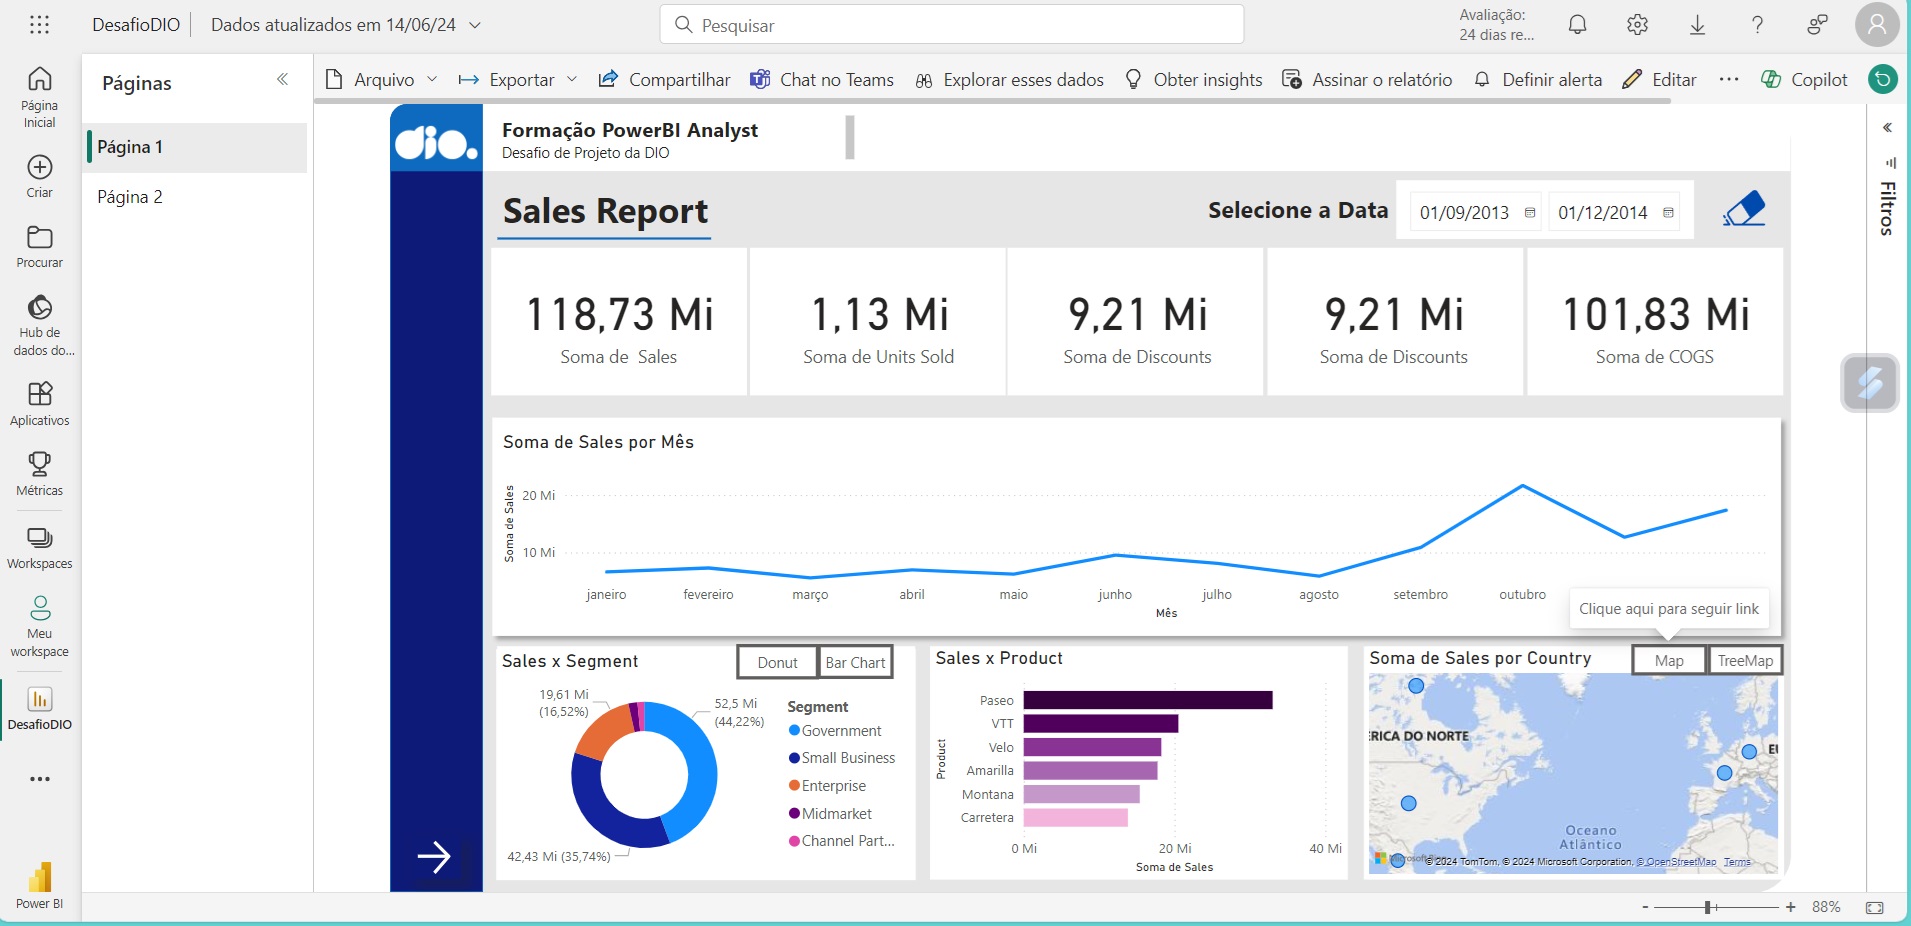 DesafioDIO
Dados atualizados em 14/06/24
Pesquisar
Avaliação:
24 dias re...
Página
Inicial
Criar
Procurar
Hub de
dados do...
Aplicativos
Métricas
Workspaces
Meu
workspace
DesafioDIO
Power BI
Páginas
Página 1
Página 2
Arquivo
Exportar
Compartilhar
Chat no Teams
Explorar esses dados
Obter insights
Assinar o relatório
Definir alerta
Editar
Copilot
dio.
Formação PowerBI Analyst
Desafio de Projeto da DIO
Sales Report
Selecione a Data
01/09/2013
01/12/2014
118,73 Mi
Soma de Sales
1,13 Mi
Soma de Units Sold
9,21 Mi
Soma de Discounts
9,21 Mi
Soma de Discounts
101,83 Mi
Soma de COGS
Soma de Sales por Mês
Soma de Sales
20 Mi
10 Mi
janeiro
fevereiro
março
abril
maio
junho
julho
agosto
setembro
outubro
Mês
Clique aqui para seguir link
Sales x Segment
Donut
Bar Chart
19,61 Mi
(16,52%)
52,5 Mi
(44,22%)
42,43 Mi (35,74%)
Segment
Government
Small Business
Enterprise
Midmarket
Channel Part...
Sales x Product
Product
Paseo
VTT
Velo
Amarilla
Montana
Carretera
0 Mi
20 Mi
40 Mi
Soma de Sales
Soma de Sales por Country
Map
TreeMap
ÉRICA DO NORTE
EU
Oceano
Atlântico
© 2024 TomTom, © 2024 Microsoft Corporation, © OpenStreetMap Terms
Filtros
88%